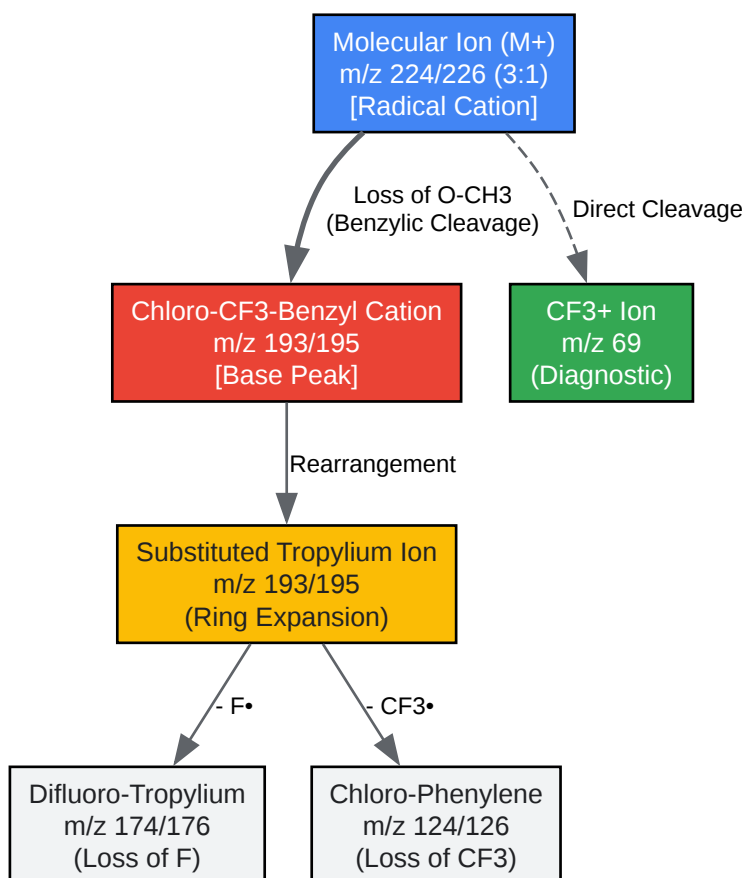 Molecular Ion (M+)
m/z 224/226 (3:1)
[Radical Cation]
Loss of O-CH3
(Benzylic Cleavage)
Direct Cleavage
Chloro-CF3-Benzyl Cation
m/z 193/195
[Base Peak]
CF3+ Ion
m/z 69
(Diagnostic)
Rearrangement
Substituted Tropylium Ion
m/z 193/195
(Ring Expansion)
- F•
- CF3•
Difluoro-Tropylium
m/z 174/176
(Loss of F)
Chloro-Phenylene
m/z 124/126
(Loss of CF3)